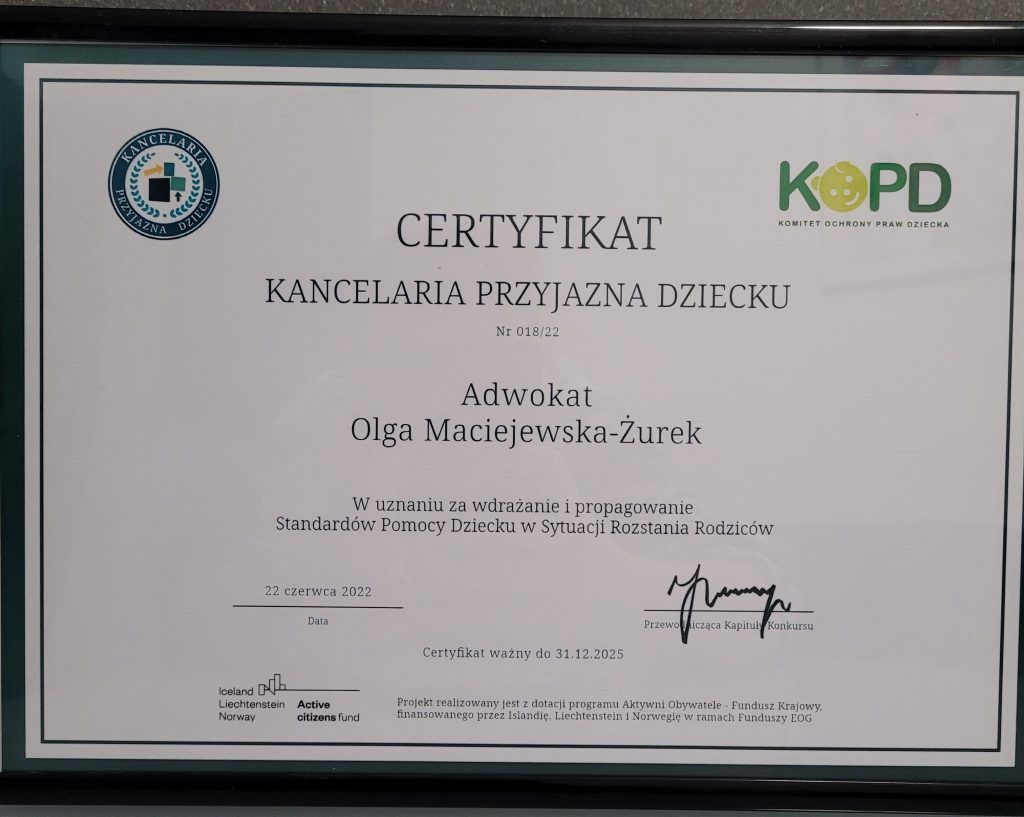 KANCELARIA
PRZYJAZNA DZIECKU
KOPD
KOMITET OCHRONY PRAW DZIECKA
CERTYFIKAT
KANCELARIA PRZYJAZNA DZIECKU
Nr 018/22
Adwokat
Olga Maciejewska-Żurek
W uznaniu za wdrażanie i propagowanie
Standardów Pomocy Dziecku w Sytuacji Rozstania Rodziców
22 czerwca 2022
Data
Przewodnicząca Kapituły Konkursu
Certyfikat ważny do 31.12.2025
Iceland
Liechtenstein
Norway
Active
citizens fund
Projekt realizowany jest z dotacji programu Aktywni Obywatele - Fundusz Krajowy,
finansowanego przez Islandię, Liechtenstein i Norwegię w ramach Funduszy EOG